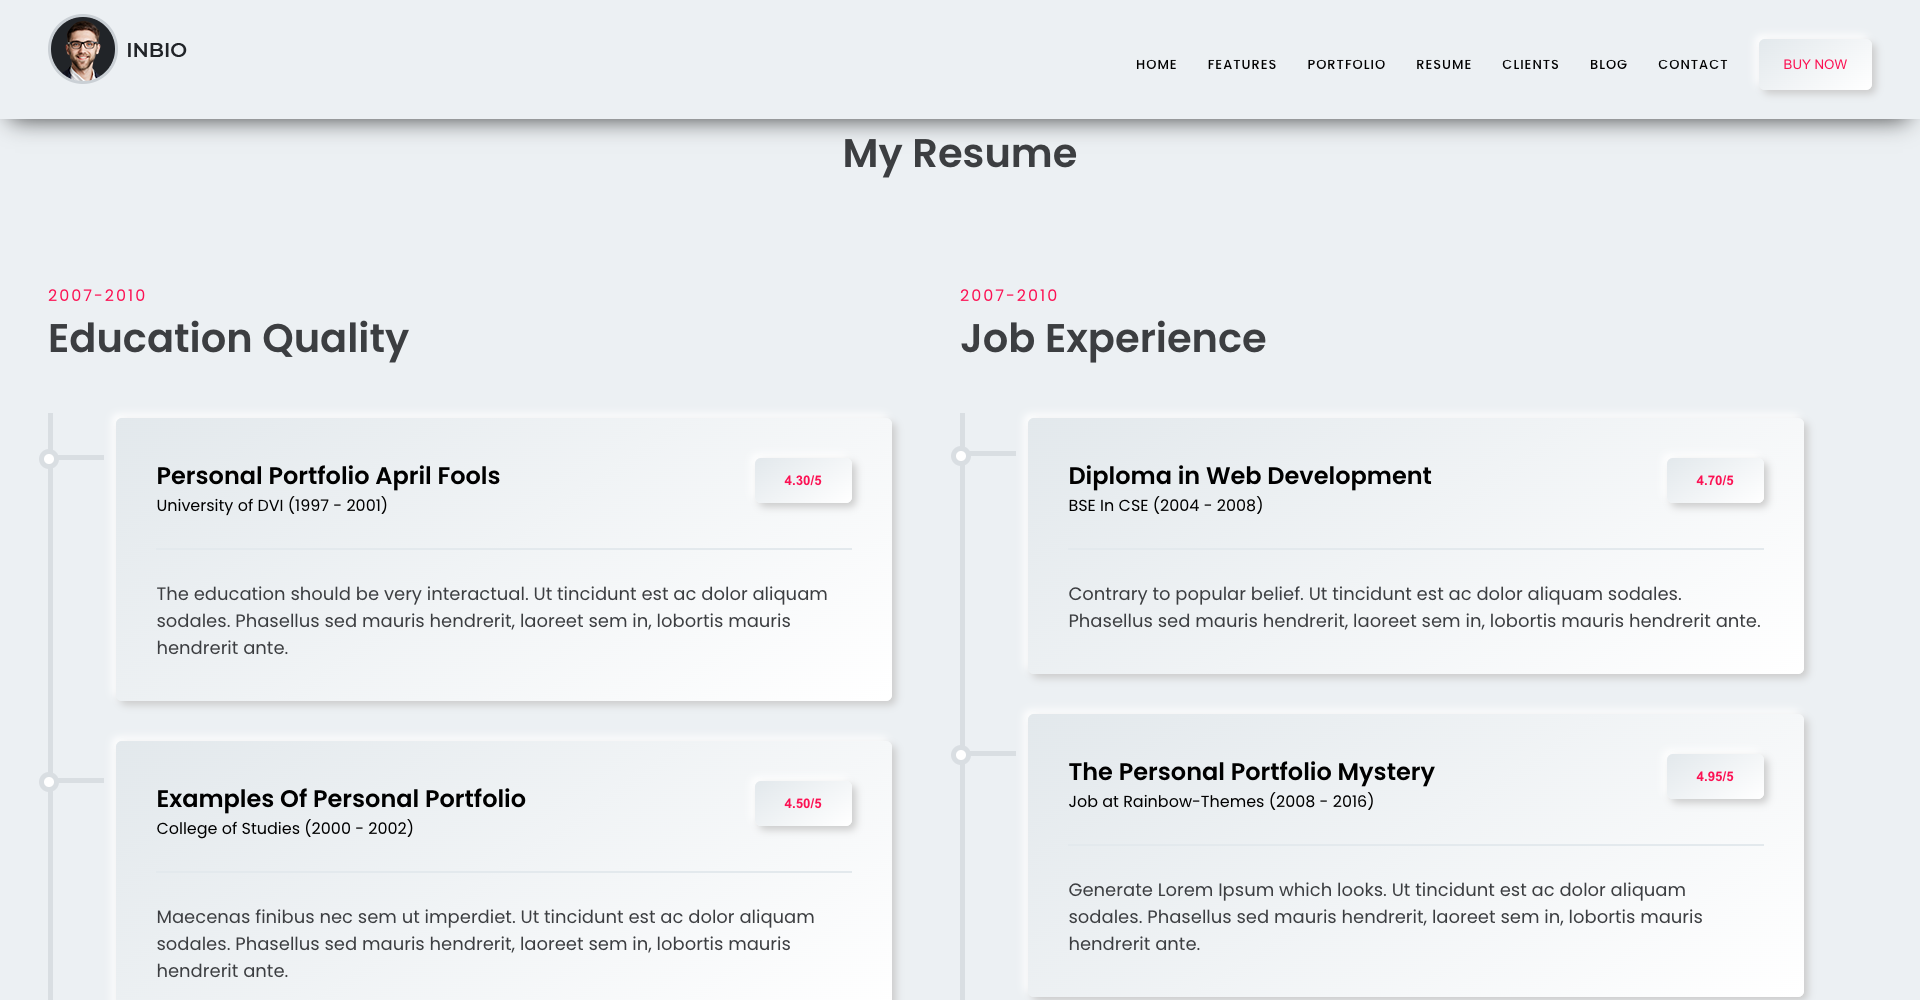 INBIO
HOME FEATURES PORTFOLIO RESUME CLIENTS BLOG CONTACT BUY NOW
My Resume
2007-2010
Education Quality
Personal Portfolio April Fools
University of DVI (1997 - 2001)
4.30/5
The education should be very interactual. Ut tincidunt est ac dolor aliquam
sodales. Phasellus sed mauris hendrerit, laoreet sem in, lobortis mauris
hendrerit ante.
Examples Of Personal Portfolio
College of Studies (2000 - 2002)
4.50/5
Maecenas finibus nec sem ut imperdiet. Ut tincidunt est ac dolor aliquam
sodales. Phasellus sed mauris hendrerit, laoreet sem in, lobortis mauris
hendrerit ante.
2007-2010
Job Experience
Diploma in Web Development
BSE In CSE (2004 - 2008)
4.70/5
Contrary to popular belief. Ut tincidunt est ac dolor aliquam sodales.
Phasellus sed mauris hendrerit, laoreet sem in, lobortis mauris hendrerit ante.
The Personal Portfolio Mystery
Job at Rainbow-Themes (2008 - 2016)
4.95/5
Generate Lorem Ipsum which looks. Ut tincidunt est ac dolor aliquam
sodales. Phasellus sed mauris hendrerit, laoreet sem in, lobortis mauris
hendrerit ante.